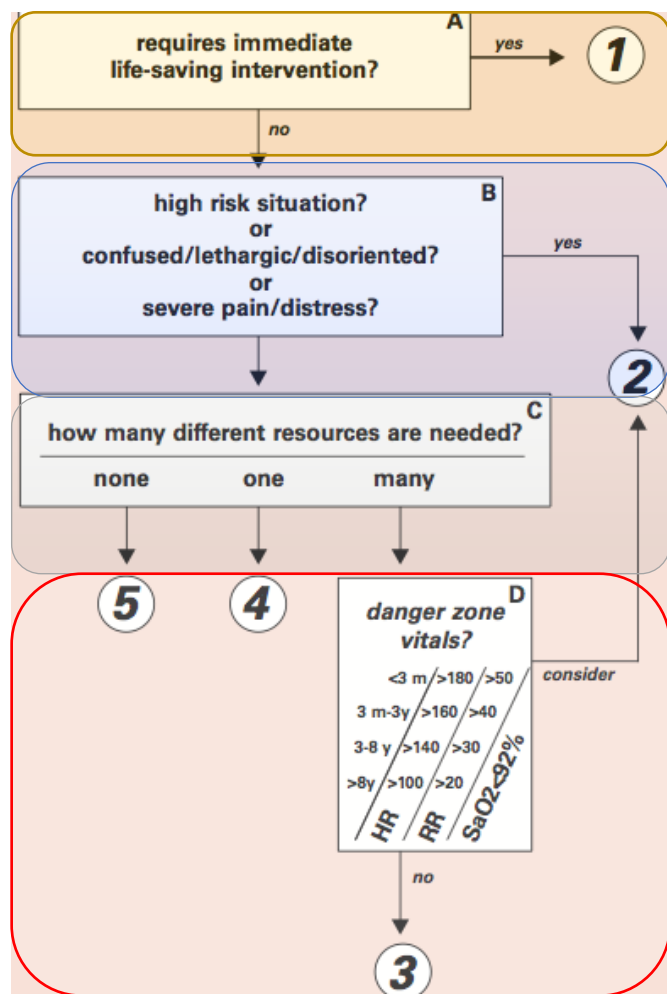 A
requires immediate
life-saving intervention?
yes
1
no
B
high risk situation?
or
confused/lethargic/disoriented?
or
severe pain/distress?
yes
2
C
how many different resources are needed?
none one many
5 4
D
danger zone
vitals?
<3 m >180 >50
3 m-3y >160 >40
3-8 y >140 >30
>8y >100 >20
HR RR SaO2<92%
consider
no
3